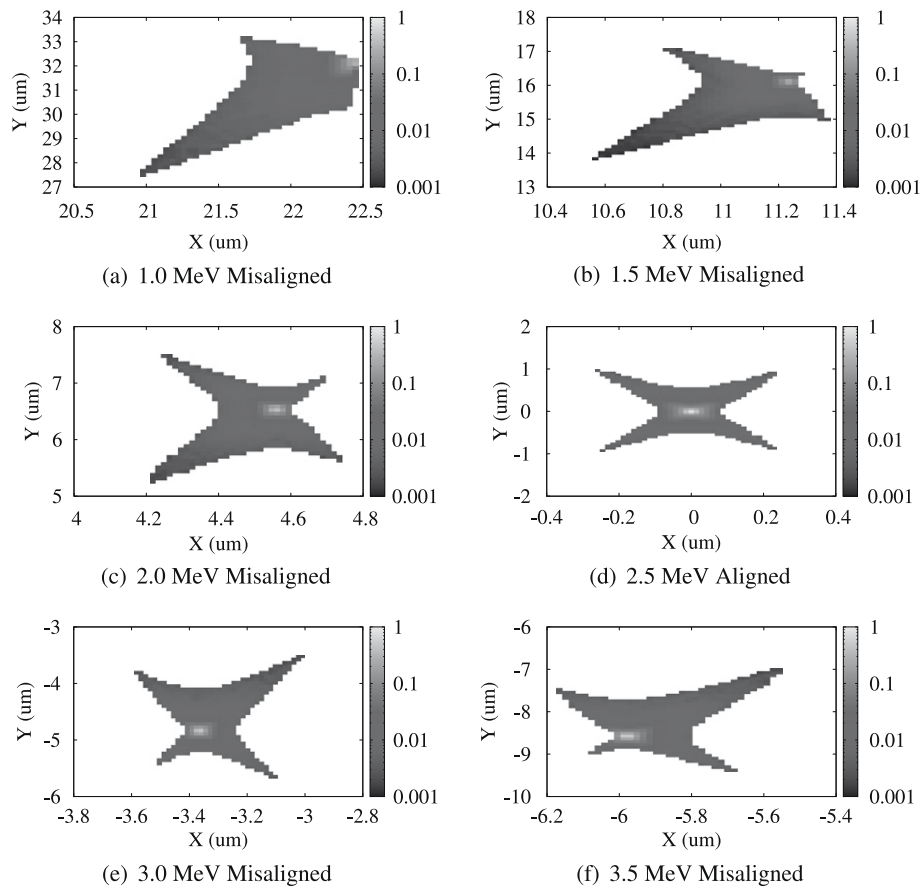 34
33
32
31
30
29
28
27
Y (um)
20.5 21 21.5 22 22.5
X (um)
1
0.1
0.01
0.001
(a) 1.0 MeV Misaligned
18
17
16
15
14
13
Y (um)
10.4 10.6 10.8 11 11.2 11.4
X (um)
1
0.1
0.01
0.001
(b) 1.5 MeV Misaligned
8
7
6
5
Y (um)
4 4.2 4.4 4.6 4.8
X (um)
1
0.1
0.01
0.001
(c) 2.0 MeV Misaligned
2
1
0
-1
-2
Y (um)
-0.4 -0.2 0 0.2 0.4
X (um)
1
0.1
0.01
0.001
(d) 2.5 MeV Aligned
-3
-4
-5
-6
Y (um)
-3.8 -3.6 -3.4 -3.2 -3 -2.8
X (um)
1
0.1
0.01
0.001
(e) 3.0 MeV Misaligned
-6
-7
-8
-9
-10
Y (um)
-6.2 -6 -5.8 -5.6 -5.4
X (um)
1
0.1
0.01
0.001
(f) 3.5 MeV Misaligned